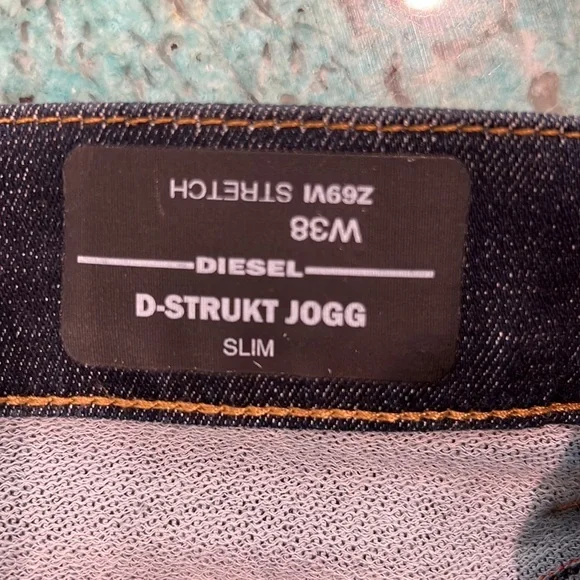 DIESEL
D-STRUKT JOGG
SLIM
W38
Z69VI STRETCH